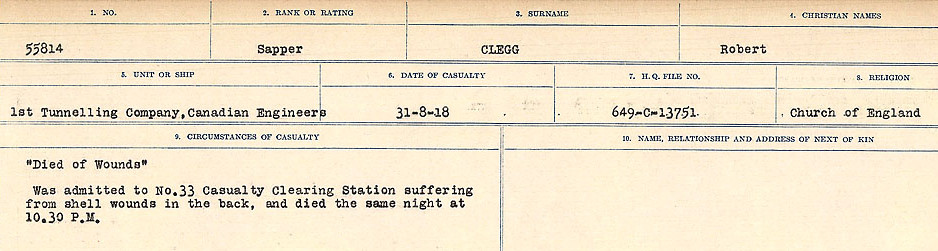 1. NO. 2. RANK OR RATING 3. SURNAME 4. CHRISTIAN NAMES
55814 Sapper CLEGG Robert
5. UNIT OR SHIP 6. DATE OF CASUALTY 7. H. Q. FILE NO. 8. RELIGION
1st Tunnelling Company,Canadian Engineers 31-8-18 649-C-13751. Church of England
9. CIRCUMSTANCES OF CASUALTY 10. NAME, RELATIONSHIP AND ADDRESS OF NEXT OF KIN
"Died of Wounds"
Was admitted to No.33 Casualty Clearing Station suffering
from shell wounds in the back, and died the same night at
10.30 P.M.